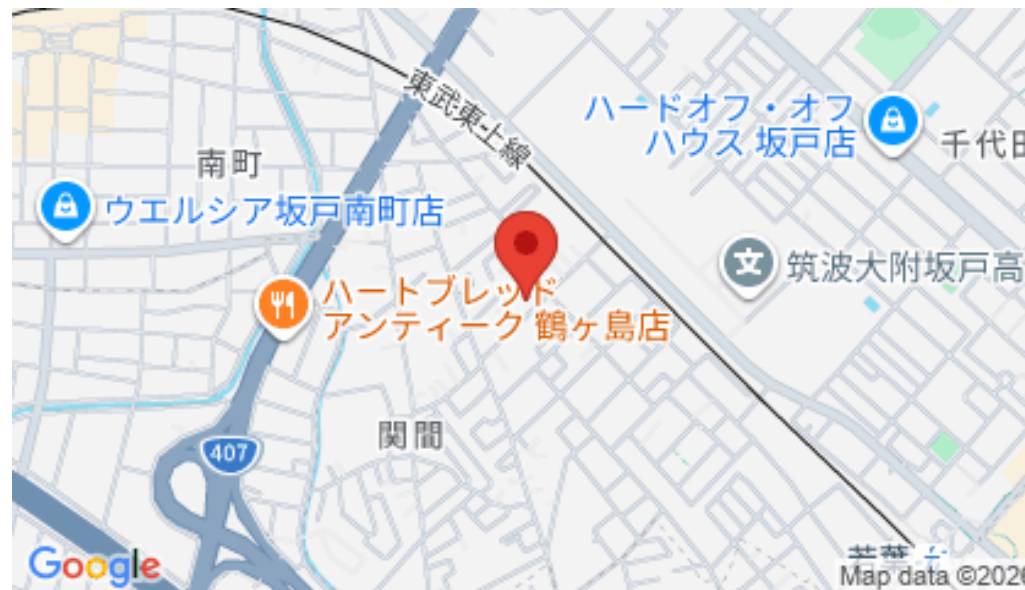 東武東上線
ハードオフ・オフ
ハウス 坂戸店
千代田
南町
ウエルシア坂戸南町店
筑波大附坂戸高
ハートブレッド
アンティーク 鶴ヶ島店
関間
407
若葉
Google
Map data ©2026